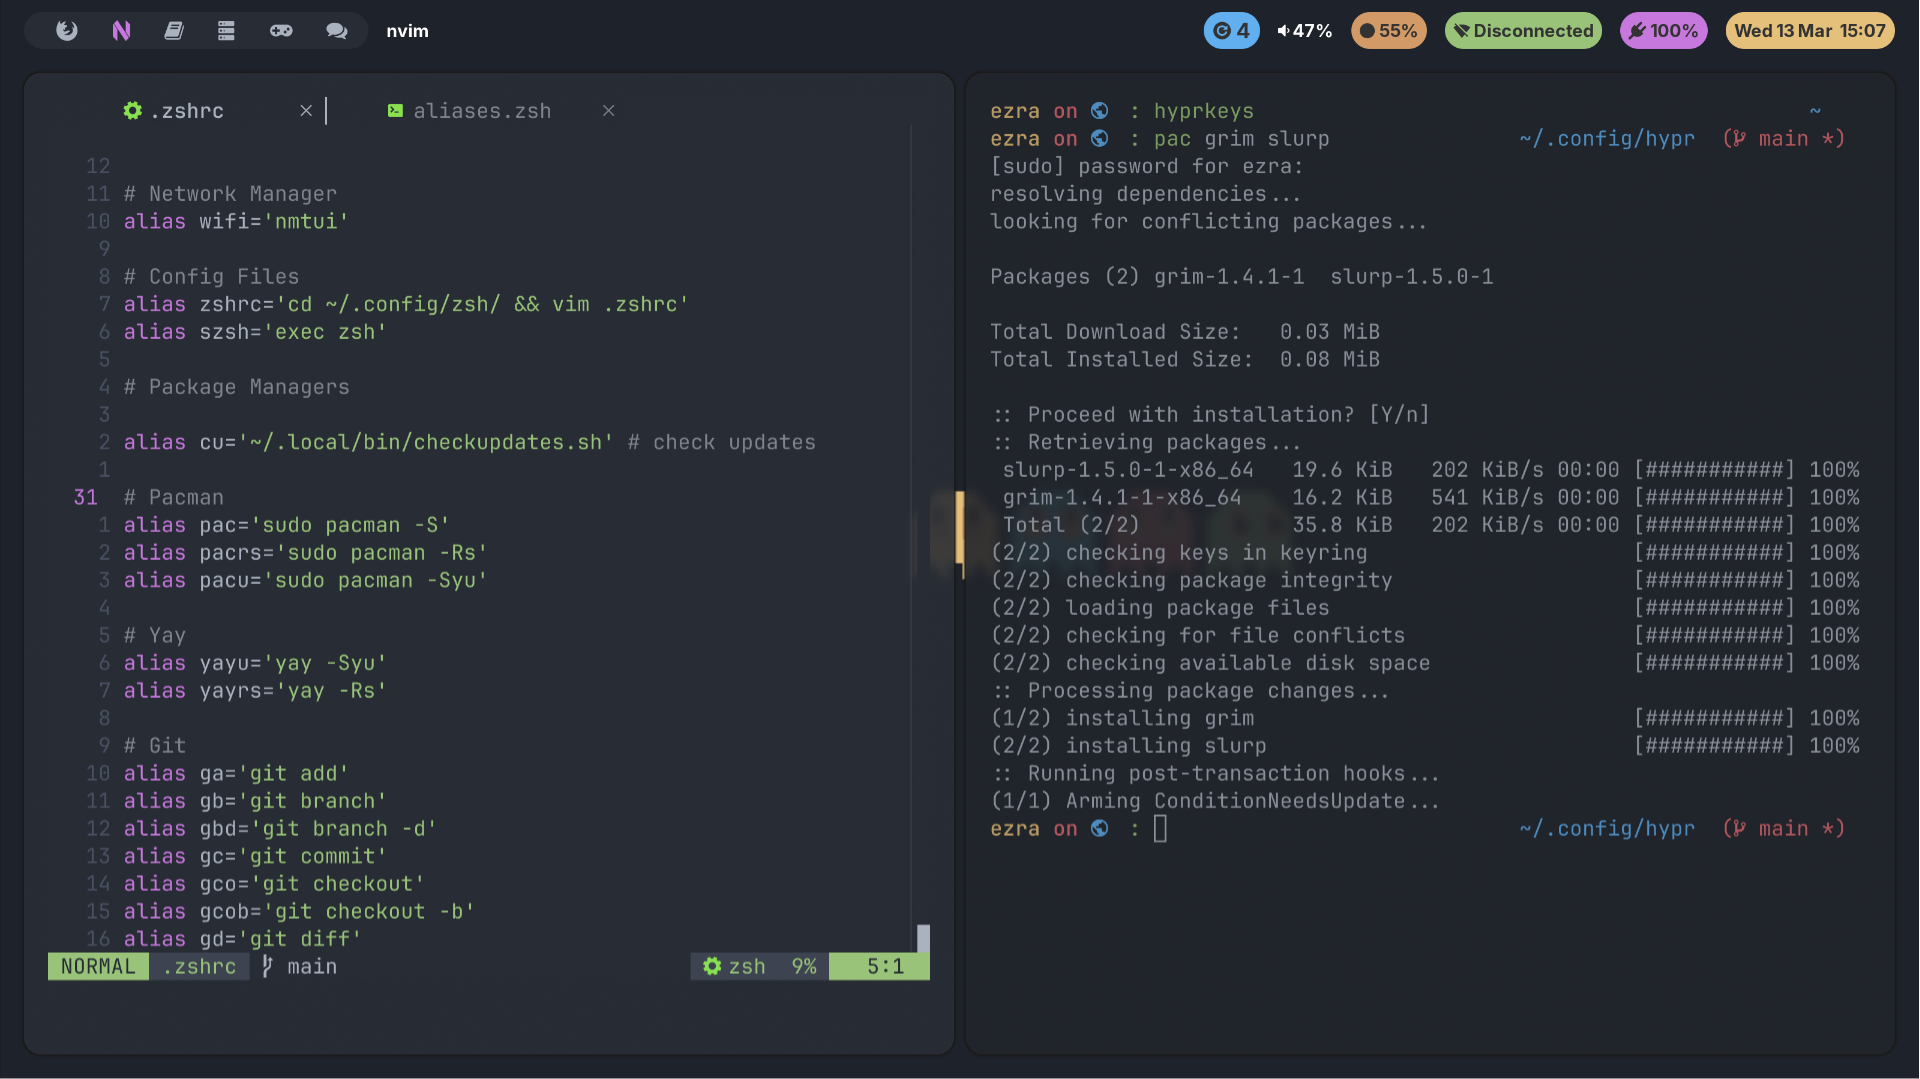 nvim
4
47%
55%
Disconnected
100%
Wed 13 Mar 15:07
.zshrc ×
aliases.zsh ×
12
11 # Network Manager
10 alias wifi='nmtui'
9
8 # Config Files
7 alias zshrc='cd ~/.config/zsh/ && vim .zshrc'
6 alias szsh='exec zsh'
5
4 # Package Managers
3
2 alias cu='~/.local/bin/checkupdates.sh' # check updates
1
31 # Pacman
1 alias pac='sudo pacman -S'
2 alias pacrs='sudo pacman -Rs'
3 alias pacu='sudo pacman -Syu'
4
5 # Yay
6 alias yayu='yay -Syu'
7 alias yayrs='yay -Rs'
8
9 # Git
10 alias ga='git add'
11 alias gb='git branch'
12 alias gbd='git branch -d'
13 alias gc='git commit'
14 alias gco='git checkout'
15 alias gcob='git checkout -b'
16 alias gd='git diff'
NORMAL .zshrc main zsh 9% 5:1
ezra on : hyprkeys ~
ezra on : pac grim slurp ~/.config/hypr ( main *)
[sudo] password for ezra:
resolving dependencies...
looking for conflicting packages...
Packages (2) grim-1.4.1-1 slurp-1.5.0-1
Total Download Size: 0.03 MiB
Total Installed Size: 0.08 MiB
:: Proceed with installation? [Y/n]
:: Retrieving packages...
slurp-1.5.0-1-x86_64 19.6 KiB 202 KiB/s 00:00 [###########] 100%
grim-1.4.1-1-x86_64 16.2 KiB 541 KiB/s 00:00 [###########] 100%
Total (2/2) 35.8 KiB 202 KiB/s 00:00 [###########] 100%
(2/2) checking keys in keyring [###########] 100%
(2/2) checking package integrity [###########] 100%
(2/2) loading package files [###########] 100%
(2/2) checking for file conflicts [###########] 100%
(2/2) checking available disk space [###########] 100%
:: Processing package changes...
(1/2) installing grim [###########] 100%
(2/2) installing slurp [###########] 100%
:: Running post-transaction hooks...
(1/1) Arming ConditionNeedsUpdate...
ezra on : ~/.config/hypr ( main *)